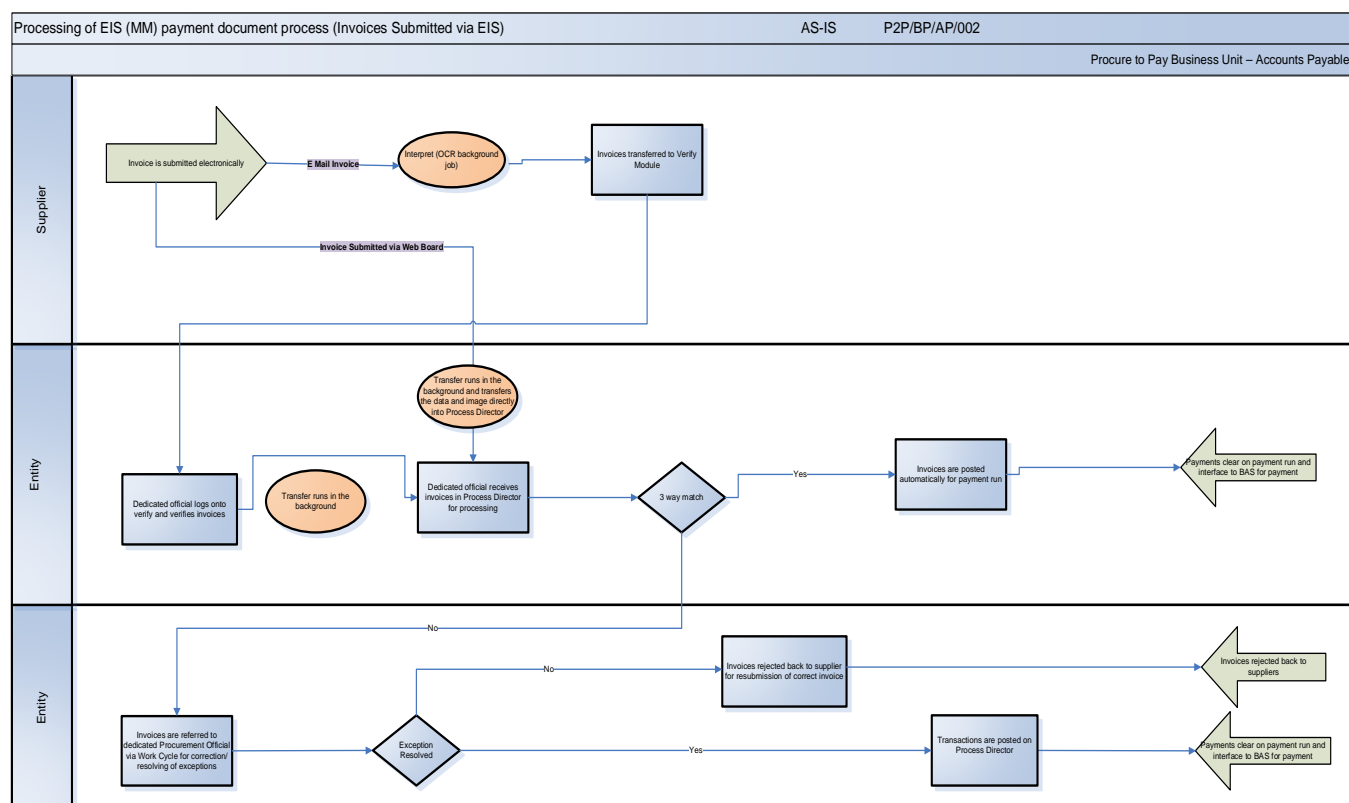 Processing of EIS (MM) payment document process (Invoices Submitted via EIS) AS-IS P2P/BP/AP/002
Procure to Pay Business Unit – Accounts Payable
Supplier
Invoice is submitted electronically
E Mail Invoice
Interpret (OCR background
job)
Invoices transferred to Verify
Module
Invoice Submitted via Web Board
Entity
Transfer runs in the
background and transfers
the data and image directly
into Process Director
Dedicated official logs onto
verify and verifies invoices
Transfer runs in the
background
Dedicated official receives
invoices in Process Director
for processing
3 way match
Yes
Invoices are posted
automatically for payment run
Payments clear on payment run and
interface to BAS for payment
No
Entity
Invoices are referred to
dedicated Procurement Official
via Work Cycle for correction/
resolving of exceptions
Exception
Resolved
No
Invoices rejected back to supplier
for resubmission of correct invoice
Invoices rejected back to
suppliers
Yes
Transactions are posted on
Process Director
Payments clear on payment run and
interface to BAS for payment